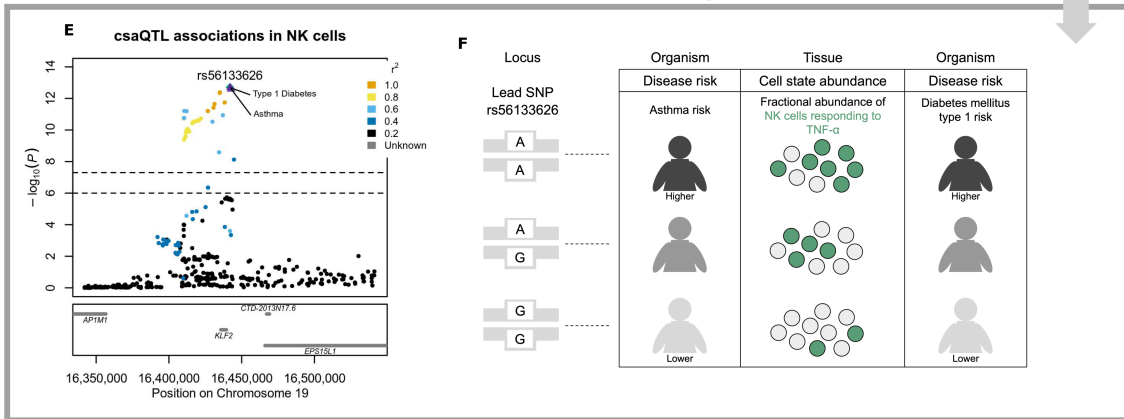 E
csaQTL associations in NK cells
14
12
10
8
6
4
2
0
−log10(P)
rs56133626
Type 1 Diabetes
Asthma
r2
1.0
0.8
0.6
0.4
0.2
Unknown
AP1M1
CTD-2013N17.6
KLF2
EPS15L1
16,350,000 16,400,000 16,450,000 16,500,000
Position on Chromosome 19
F
Locus
Organism
Tissue
Organism
Disease risk
Cell state abundance
Disease risk
Lead SNP
rs56133626
Asthma risk
Fractional abundance of
NK cells responding to
TNF-α
Diabetes mellitus
type 1 risk
A
A
Higher
Higher
A
G
G
G
Lower
Lower